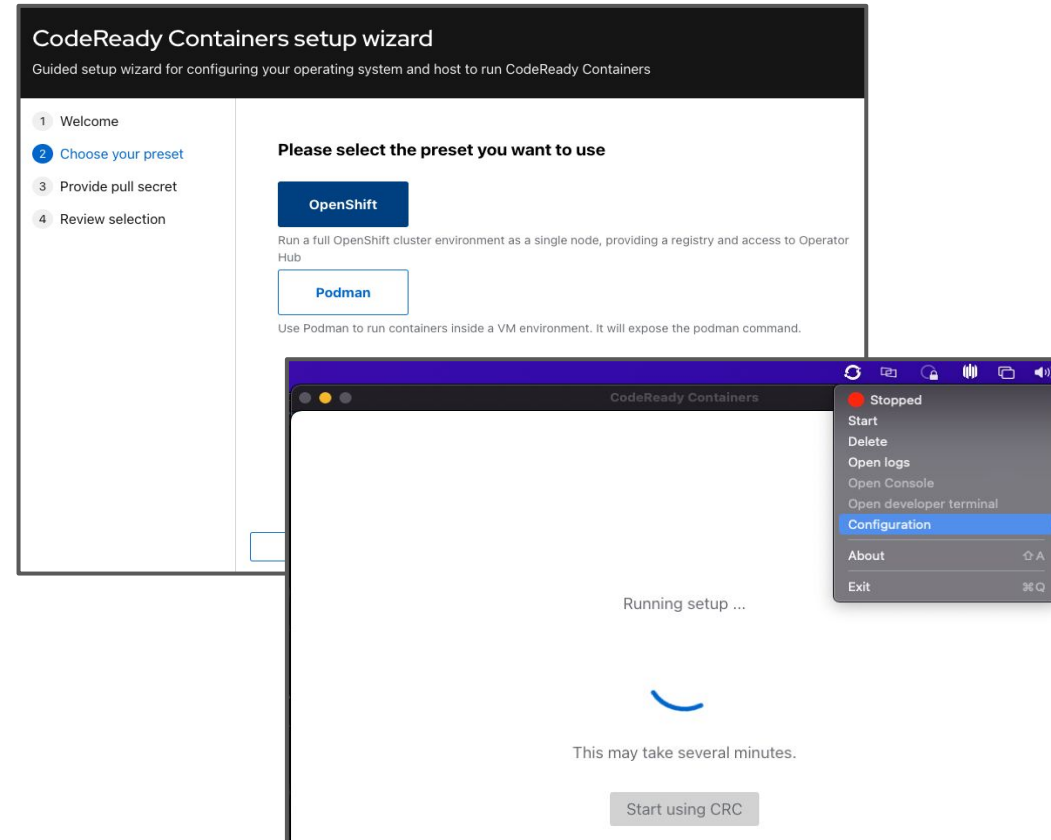 CodeReady Containers setup wizard
Guided setup wizard for configuring your operating system and host to run CodeReady Containers
1 Welcome
2 Choose your preset
3 Provide pull secret
4 Review selection
Please select the preset you want to use
OpenShift
Run a full OpenShift cluster environment as a single node, providing a registry and access to Operator
Hub
Podman
Use Podman to run containers inside a VM environment. It will expose the podman command.
CodeReady Containers
Stopped
Start
Delete
Open logs
Open Console
Open developer terminal
Configuration
About ⇧A
Exit ⌘Q
Running setup ...
This may take several minutes.
Start using CRC